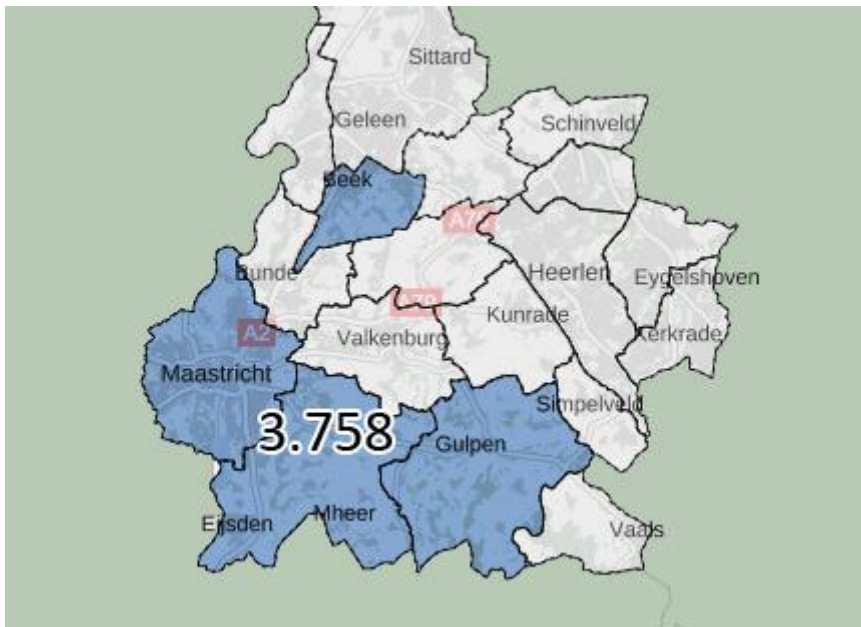 Sittard
Geleen
Schinveld
Beek
A76
Bunde
Heerlen
Eygelshoven
A79
Kunrade
A2
Valkenburg
Kerkrade
Maastricht
Simpelveld
3.758
Gulpen
Eijsden
Mheer
Vaals